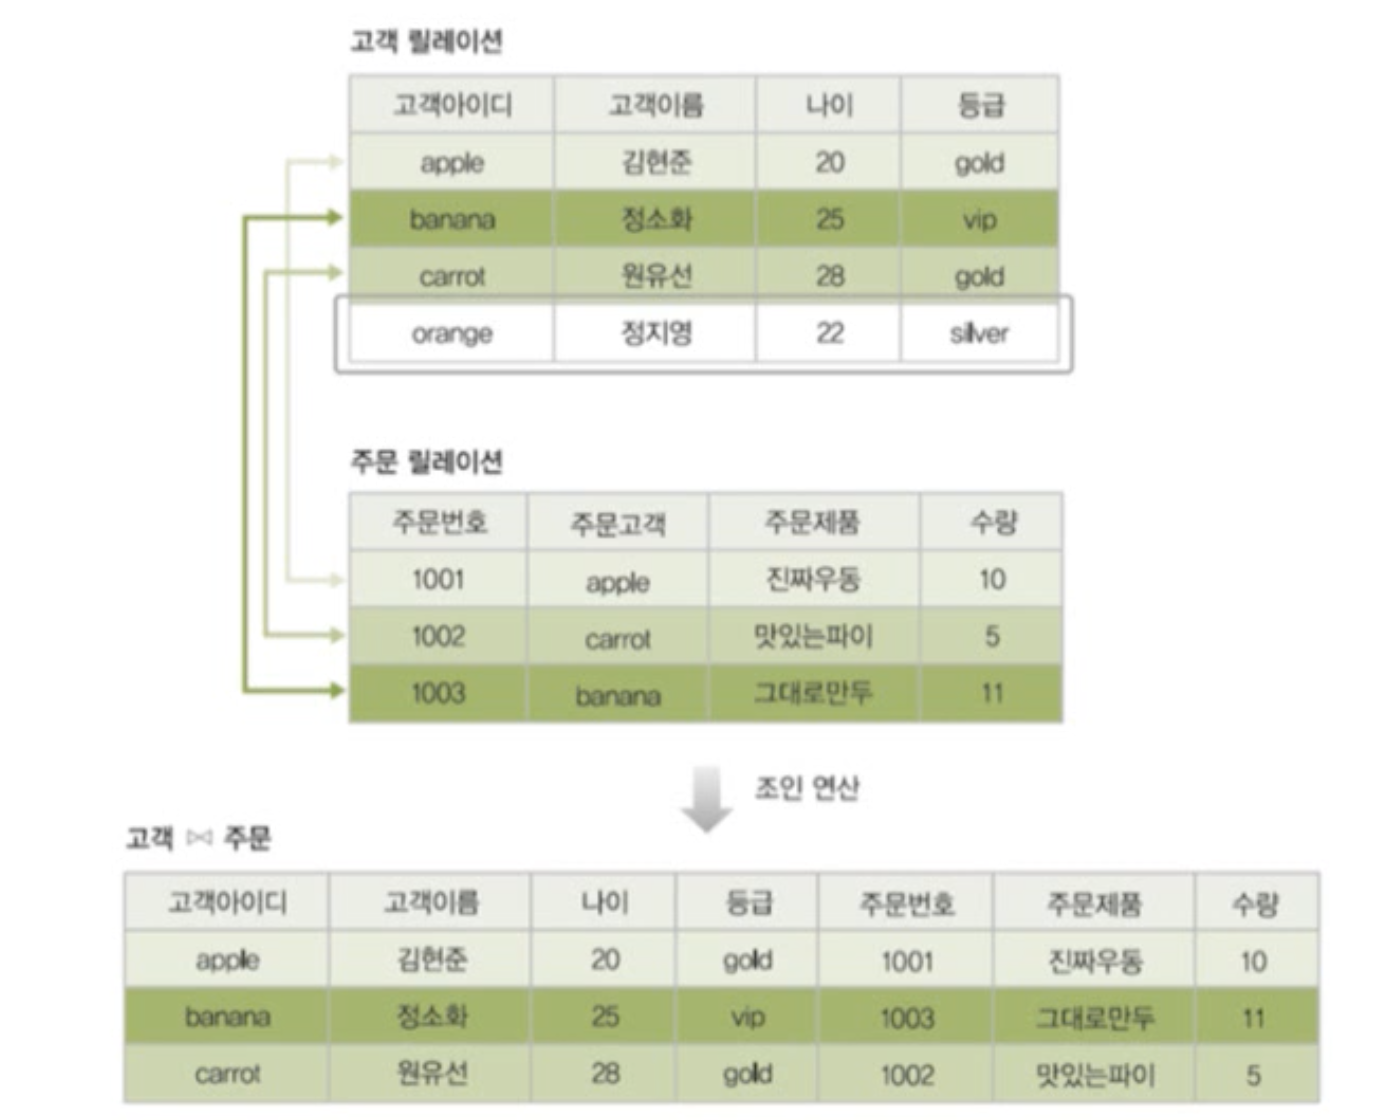 고객 릴레이션
고객아이디 고객이름 나이 등급
apple 김현준 20 gold
banana 정소화 25 vip
carrot 원유선 28 gold
orange 정지영 22 silver
주문 릴레이션
주문번호 주문고객 주문제품 수량
1001 apple 진짜우동 10
1002 carrot 맛있는파이 5
1003 banana 그대로만두 11
조인 연산
고객 ⋈ 주문
고객아이디 고객이름 나이 등급 주문번호 주문제품 수량
apple 김현준 20 gold 1001 진짜우동 10
banana 정소화 25 vip 1003 그대로만두 11
carrot 원유선 28 gold 1002 맛있는파이 5